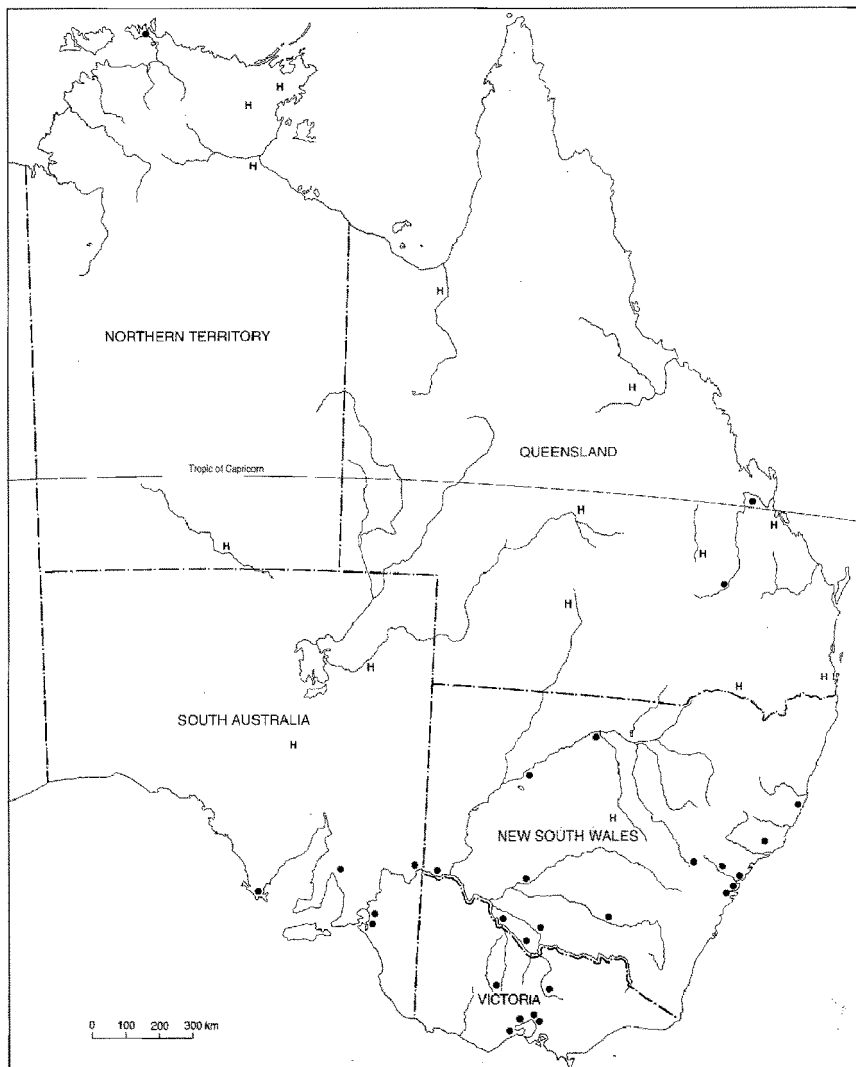 H
H
H
H
NORTHERN TERRITORY
H
QUEENSLAND
Tropic of Capricorn
H
H
H
H
H
H
H
H
SOUTH AUSTRALIA
H
H
NEW SOUTH WALES
VICTORIA
0 100 200 300 km